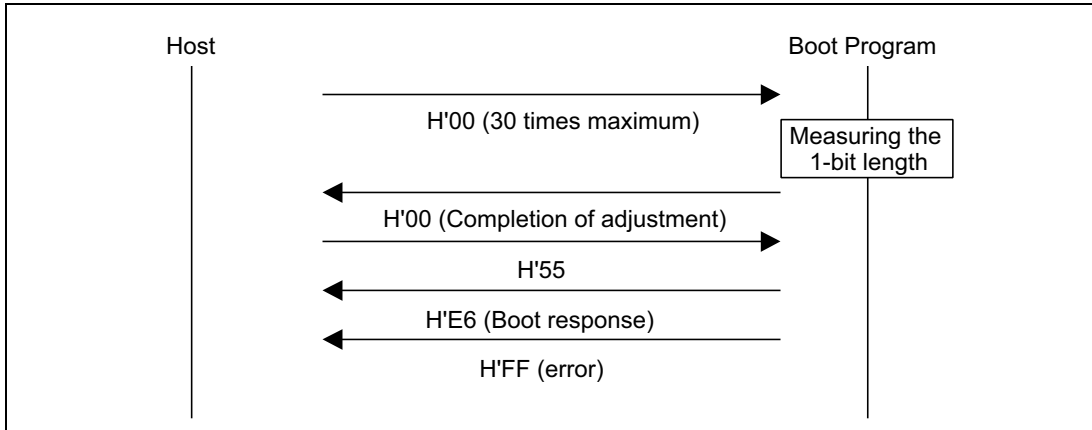 Host
Boot Program
H'00 (30 times maximum)
Measuring the
1-bit length
H'00 (Completion of adjustment)
H'55
H'E6 (Boot response)
H'FF (error)